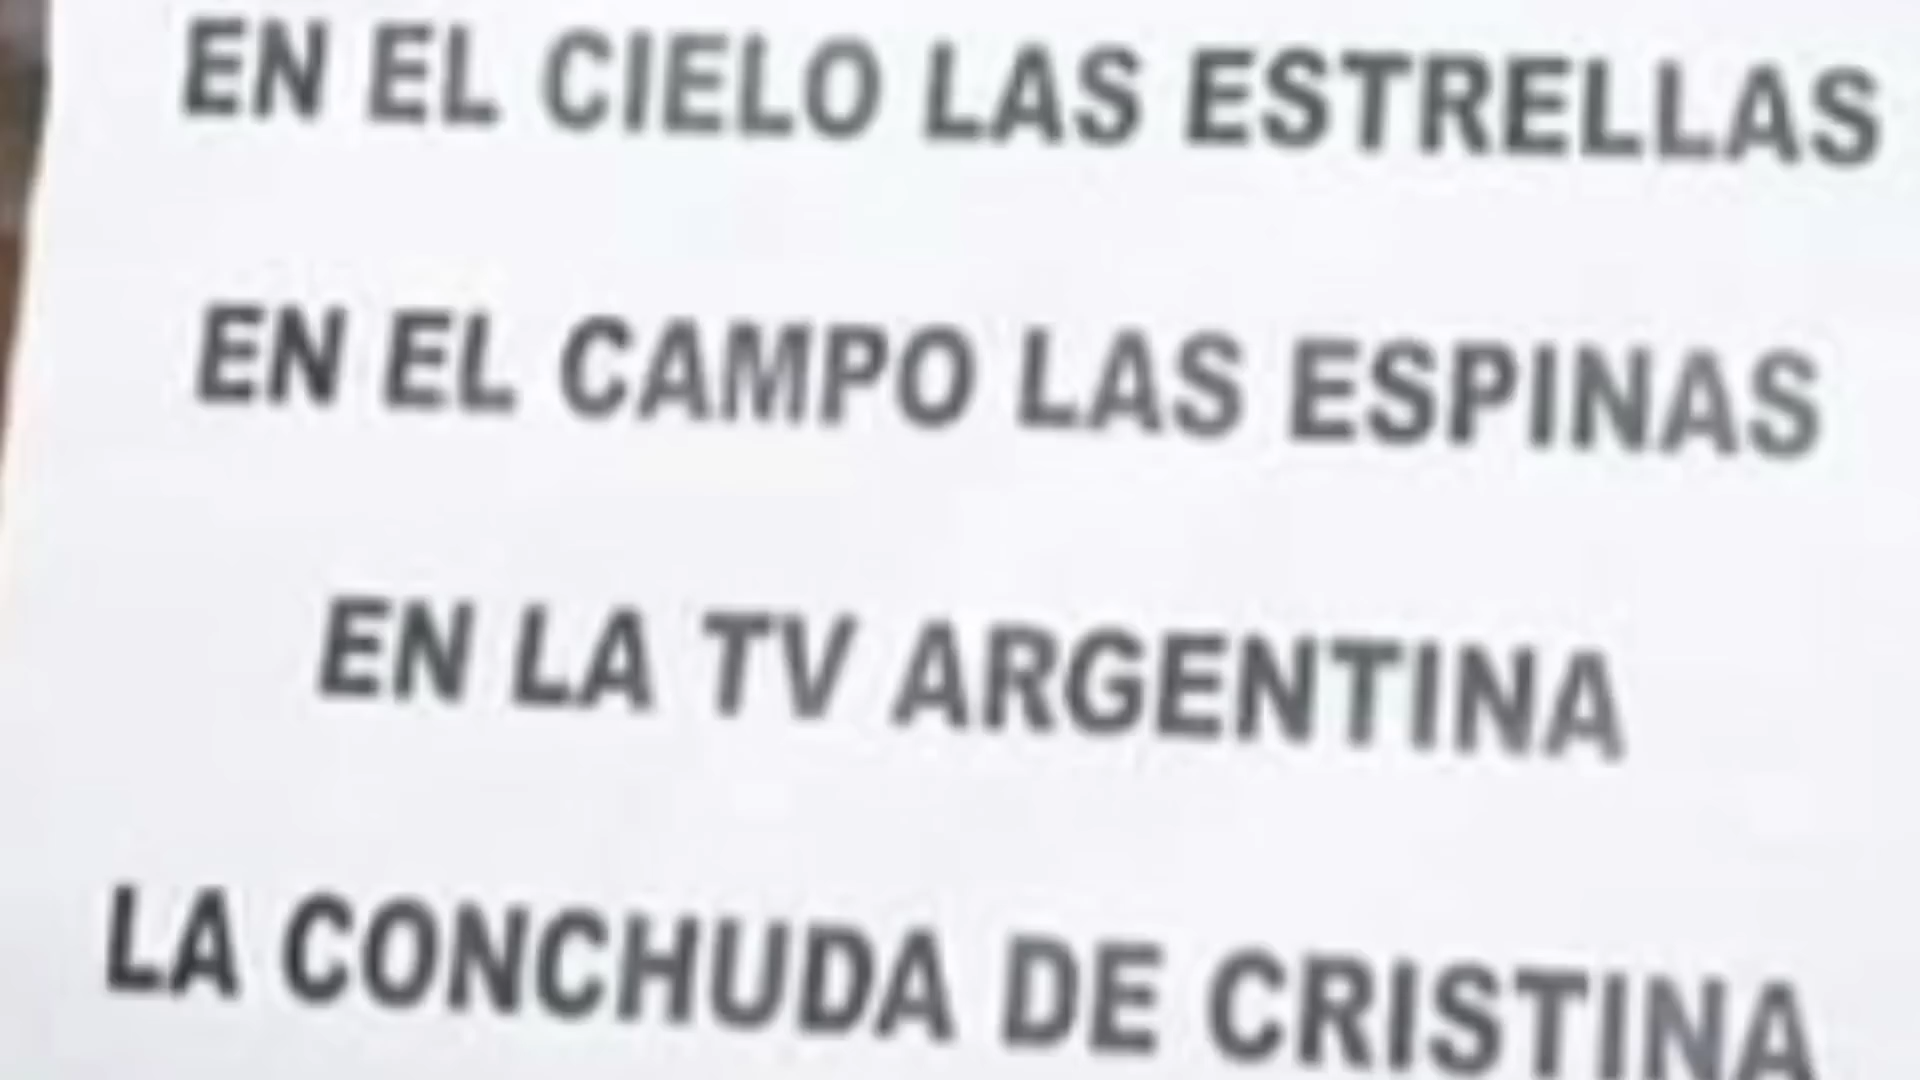 EN EL CIELO LAS ESTRELLAS
EN EL CAMPO LAS ESPINAS
EN LA TV ARGENTINA
LA CONCHUDA DE CRISTINA